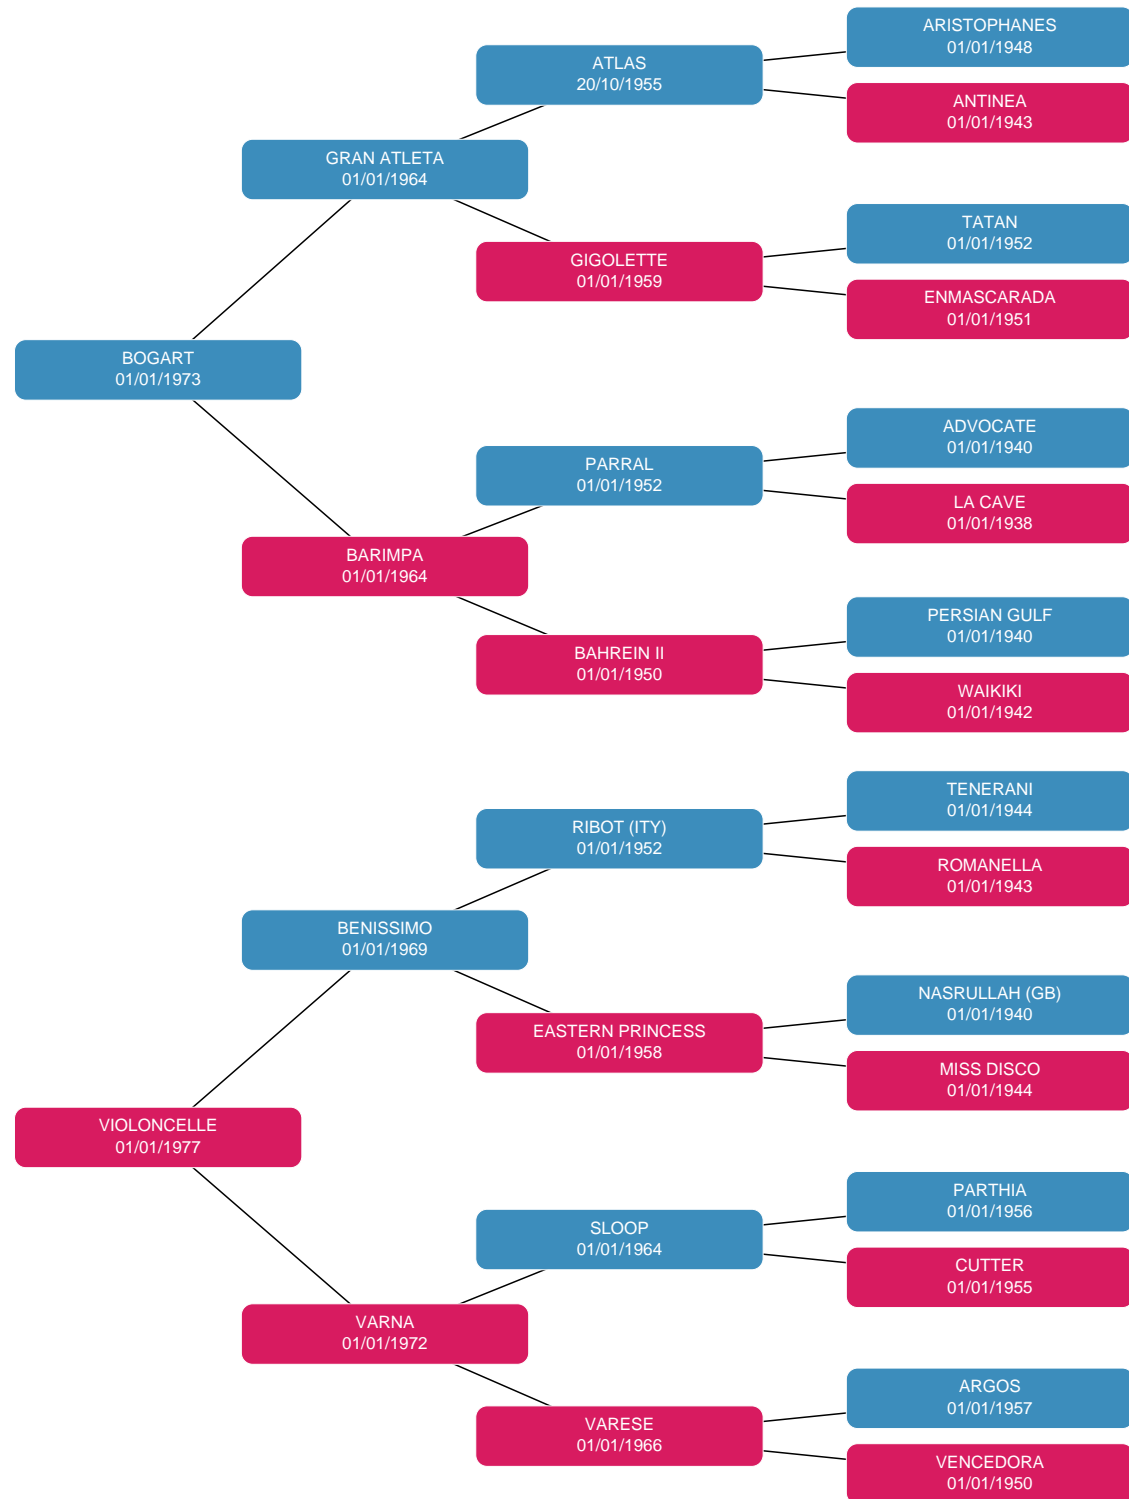 ARISTOPHANES
01/01/1948
ATLAS
20/10/1955
ANTINEA
01/01/1943
GRAN ATLETA
01/01/1964
TATAN
01/01/1952
GIGOLETTE
01/01/1959
ENMASCARADA
01/01/1951
BOGART
01/01/1973
ADVOCATE
01/01/1940
PARRAL
01/01/1952
LA CAVE
01/01/1938
BARIMPA
01/01/1964
PERSIAN GULF
01/01/1940
BAHREIN II
01/01/1950
WAIKIKI
01/01/1942
TENERANI
01/01/1944
RIBOT (ITY)
01/01/1952
ROMANELLA
01/01/1943
BENISSIMO
01/01/1969
NASRULLAH (GB)
01/01/1940
EASTERN PRINCESS
01/01/1958
MISS DISCO
01/01/1944
VIOLONCELLE
01/01/1977
PARTHIA
01/01/1956
SLOOP
01/01/1964
CUTTER
01/01/1955
VARNA
01/01/1972
ARGOS
01/01/1957
VARESE
01/01/1966
VENCEDORA
01/01/1950